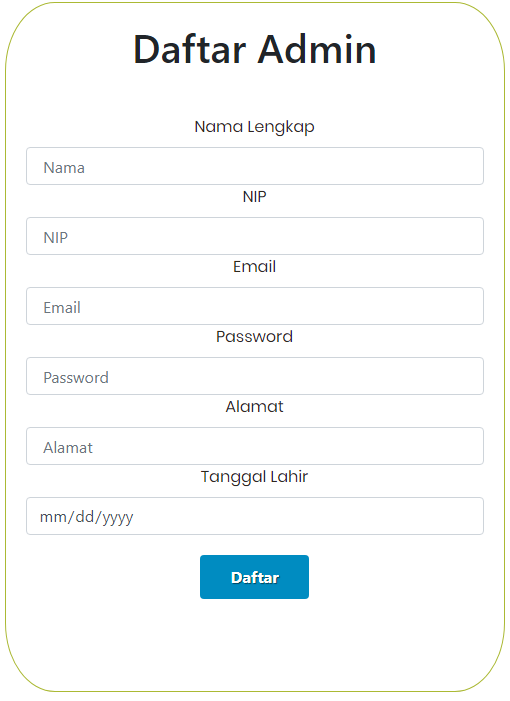 Daftar Admin
Nama Lengkap
Nama
NIP
NIP
Email
Email
Password
Password
Alamat
Alamat
Tanggal Lahir
mm/dd/yyyy
Daftar